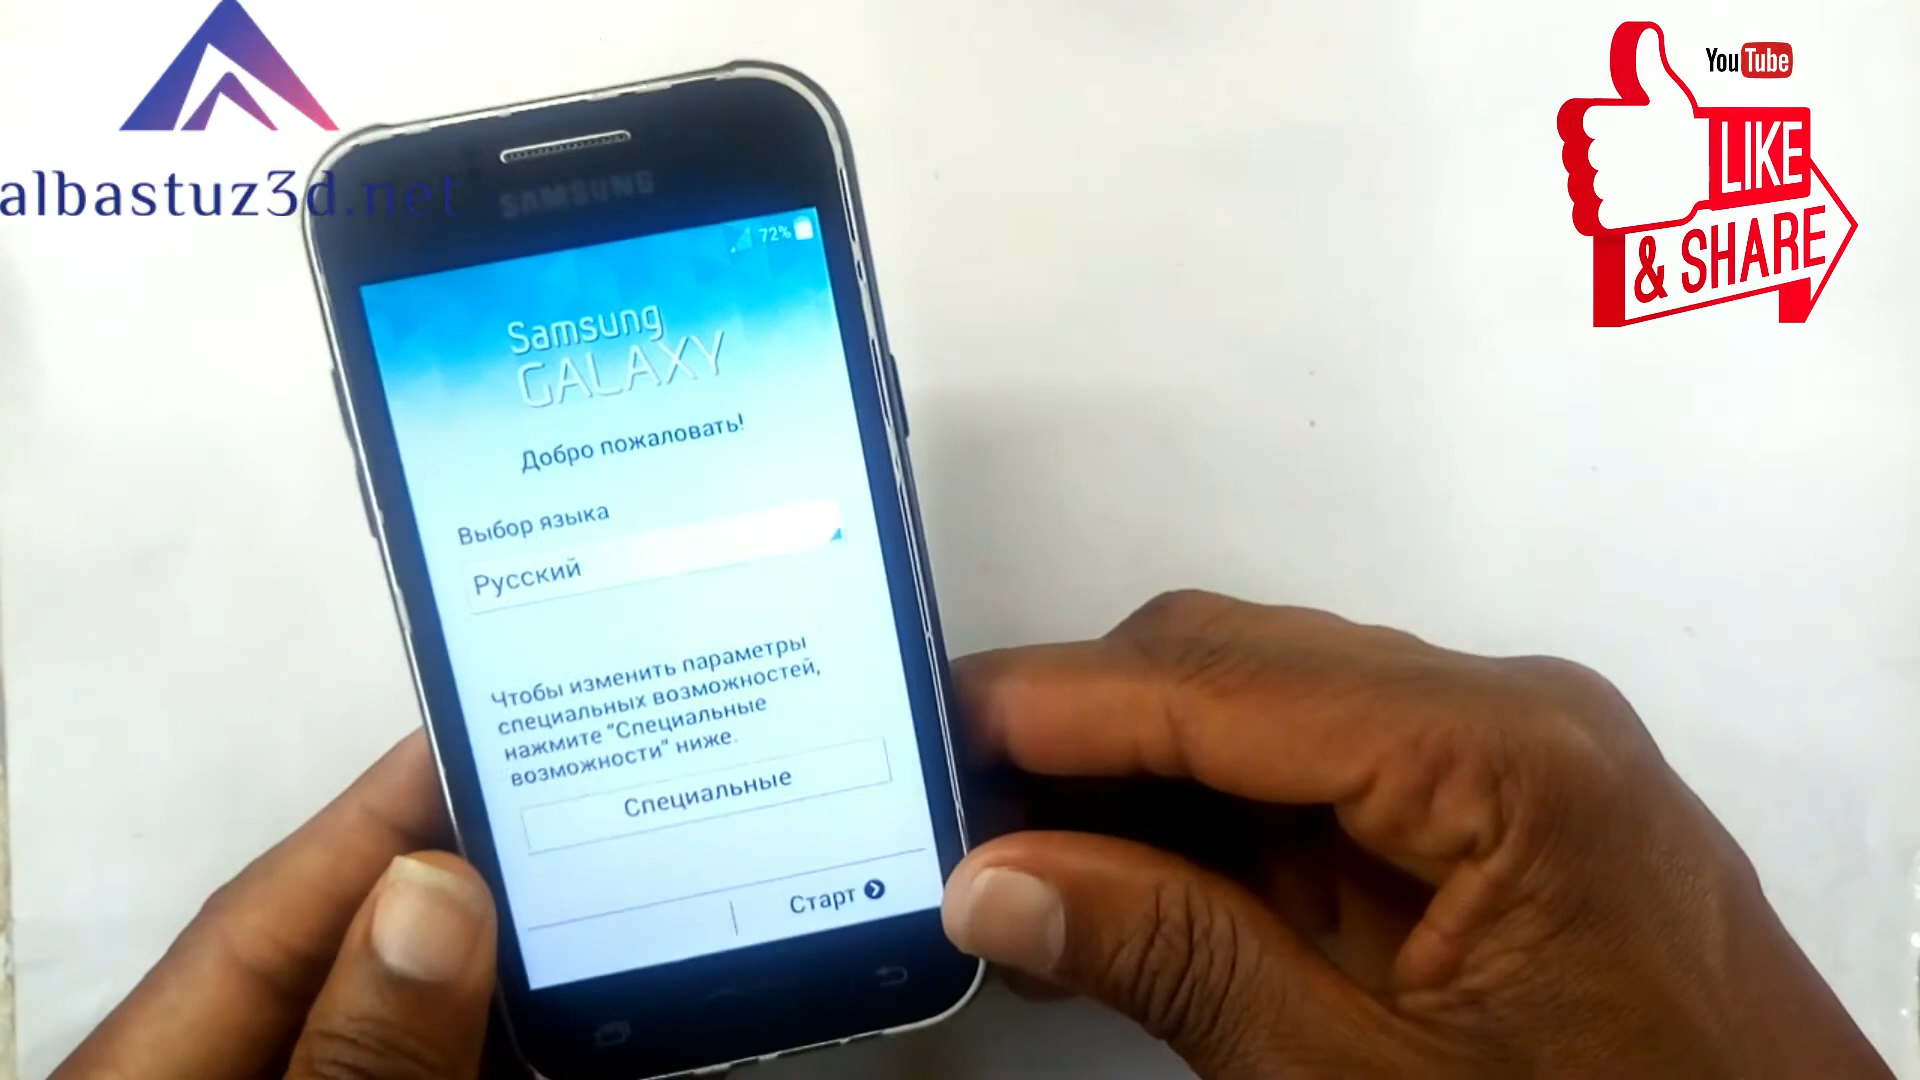 albastuz3d.net
YouTube
LIKE
& SHARE
SAMSUNG
72%
Samsung
GALAXY
Добро пожаловать!
Выбор языка
Русский
Чтобы изменить параметры
специальных возможностей,
нажмите "Специальные
возможности" ниже.
Специальные
Старт